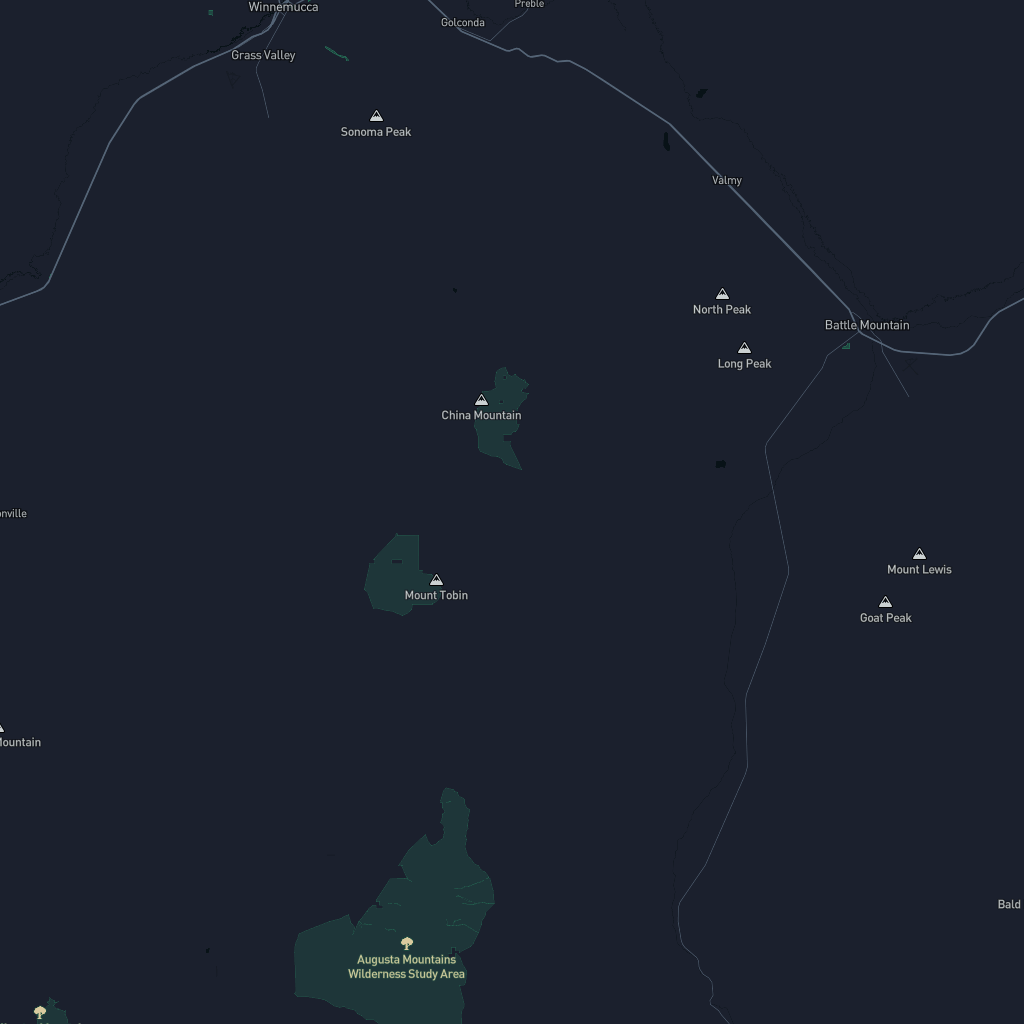 Preble
Winnemucca
Golconda
Grass Valley
Sonoma Peak
Valmy
North Peak
Battle Mountain
Long Peak
China Mountain
onville
Mount Lewis
Mount Tobin
Goat Peak
Mountain
Bald
Augusta Mountains
Wilderness Study Area